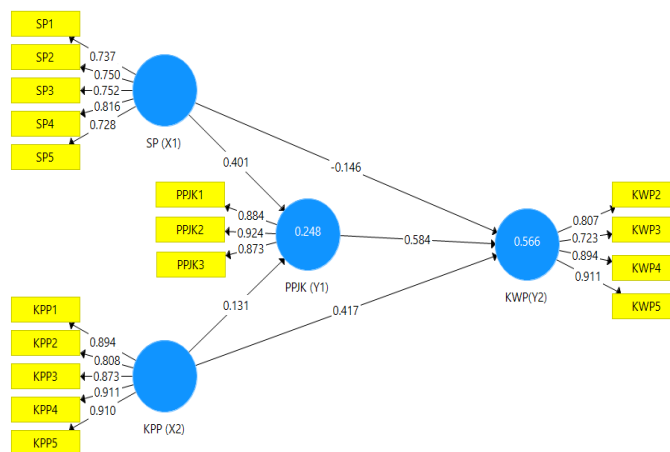 SP1
SP2
SP3
SP4
SP5
0.737
0.750
0.752
0.816
0.728
SP (X1)
0.401
-0.146
PPJK1
PPJK2
PPJK3
0.884
0.924
0.873
0.248
PPJK (Y1)
0.584
0.566
KWP(Y2)
0.807
0.723
0.894
0.911
KWP2
KWP3
KWP4
KWP5
0.131
0.417
KPP1
KPP2
KPP3
KPP4
KPP5
0.894
0.808
0.873
0.911
0.910
KPP (X2)